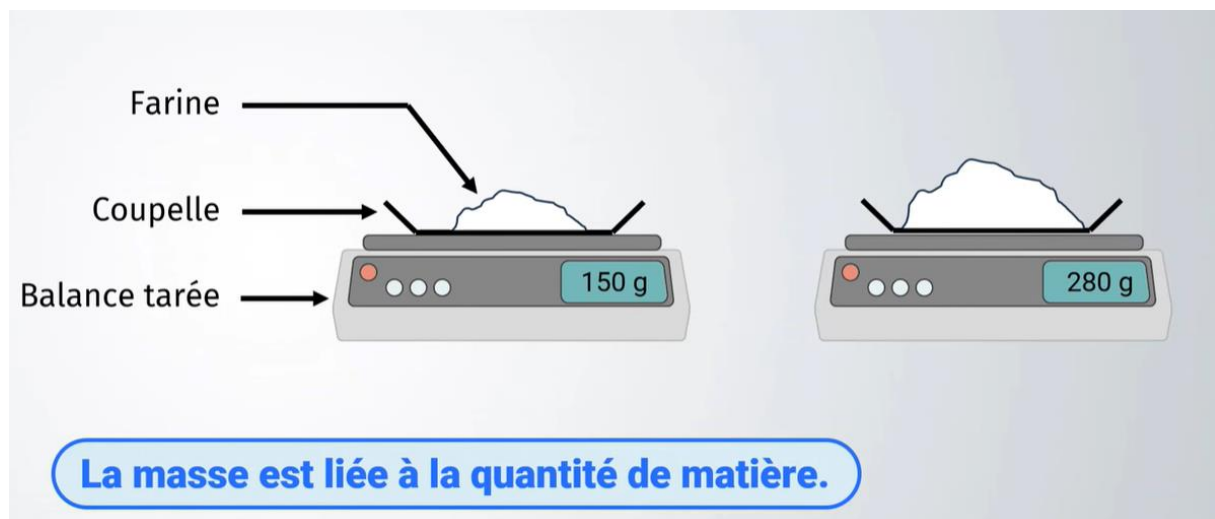 Farine
Coupelle
Balance tarée
150 g
280 g
La masse est liée à la quantité de matière.